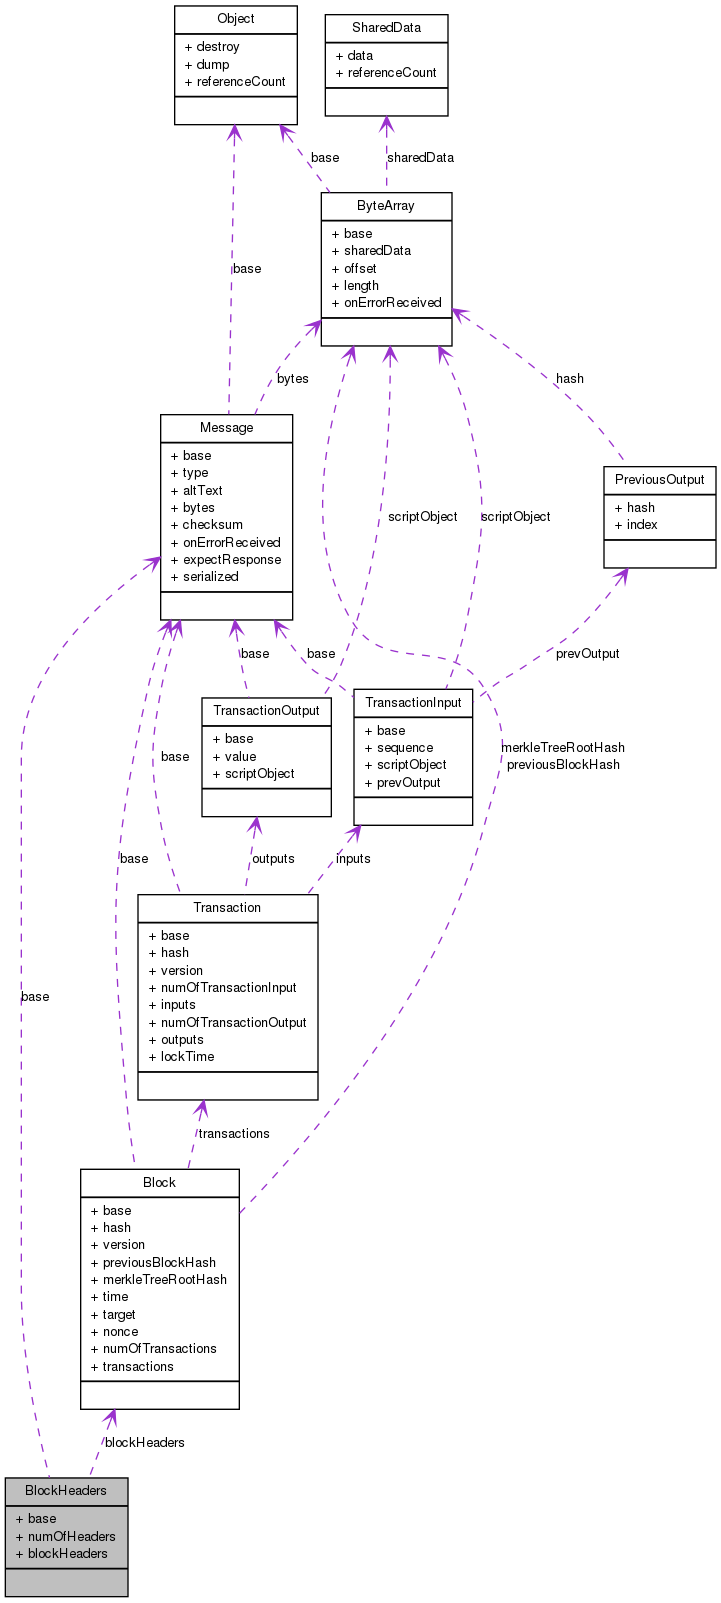 Object
+ destroy
+ dump
+ referenceCount
SharedData
+ data
+ referenceCount
base
sharedData
ByteArray
+ base
+ sharedData
+ offset
+ length
+ onErrorReceived
base
bytes
hash
Message
+ base
+ type
+ altText
+ bytes
+ checksum
+ onErrorReceived
+ expectResponse
+ serialized
scriptObject
scriptObject
PreviousOutput
+ hash
+ index
base
base
prevOutput
TransactionOutput
+ base
+ value
+ scriptObject
TransactionInput
+ base
+ sequence
+ scriptObject
+ prevOutput
merkleTreeRootHash
previousBlockHash
base
base
outputs
inputs
Transaction
+ base
+ hash
+ version
+ numOfTransactionInput
+ inputs
+ numOfTransactionOutput
+ outputs
+ lockTime
base
transactions
Block
+ base
+ hash
+ version
+ previousBlockHash
+ merkleTreeRootHash
+ time
+ target
+ nonce
+ numOfTransactions
+ transactions
blockHeaders
BlockHeaders
+ base
+ numOfHeaders
+ blockHeaders